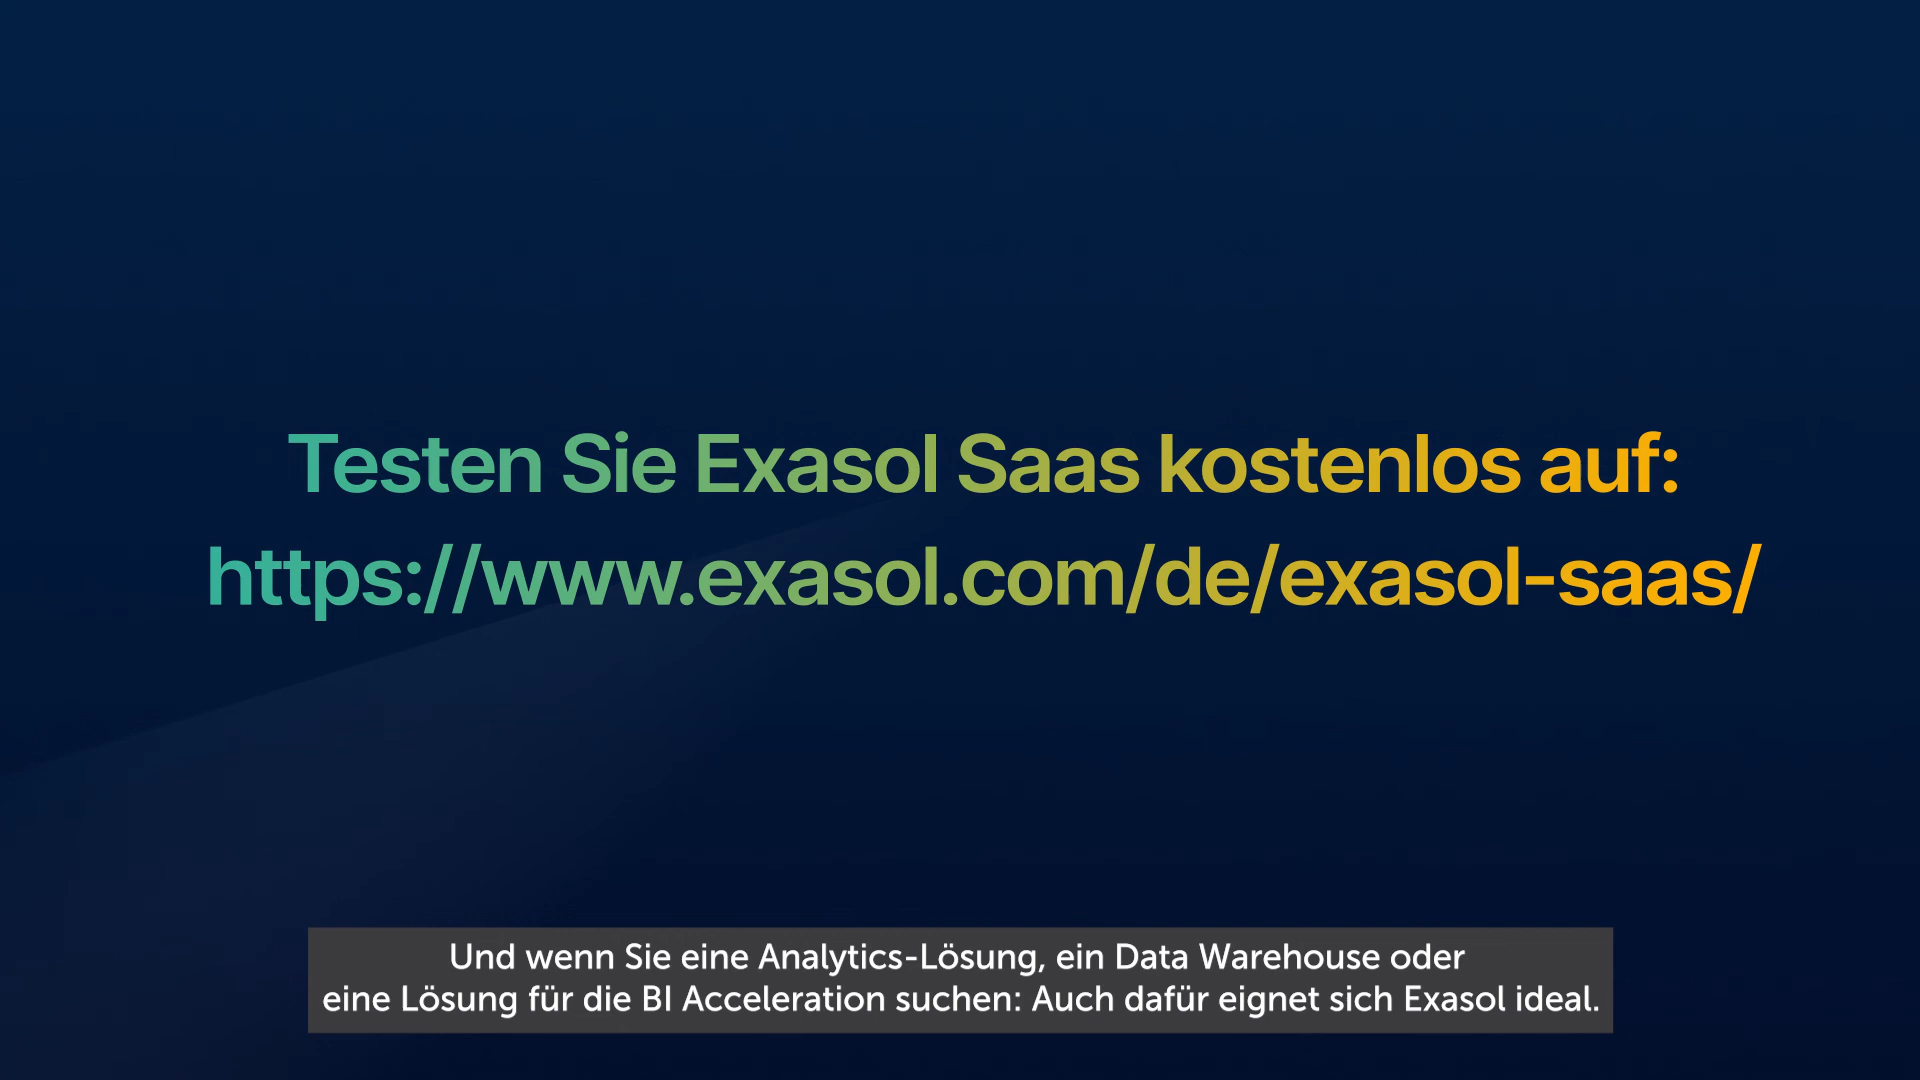 Testen Sie Exasol Saas kostenlos auf:
https://www.exasol.com/de/exasol-saas/
Und wenn Sie eine Analytics-Lösung, ein Data Warehouse oder
eine Lösung für die BI Acceleration suchen: Auch dafür eignet sich Exasol ideal.